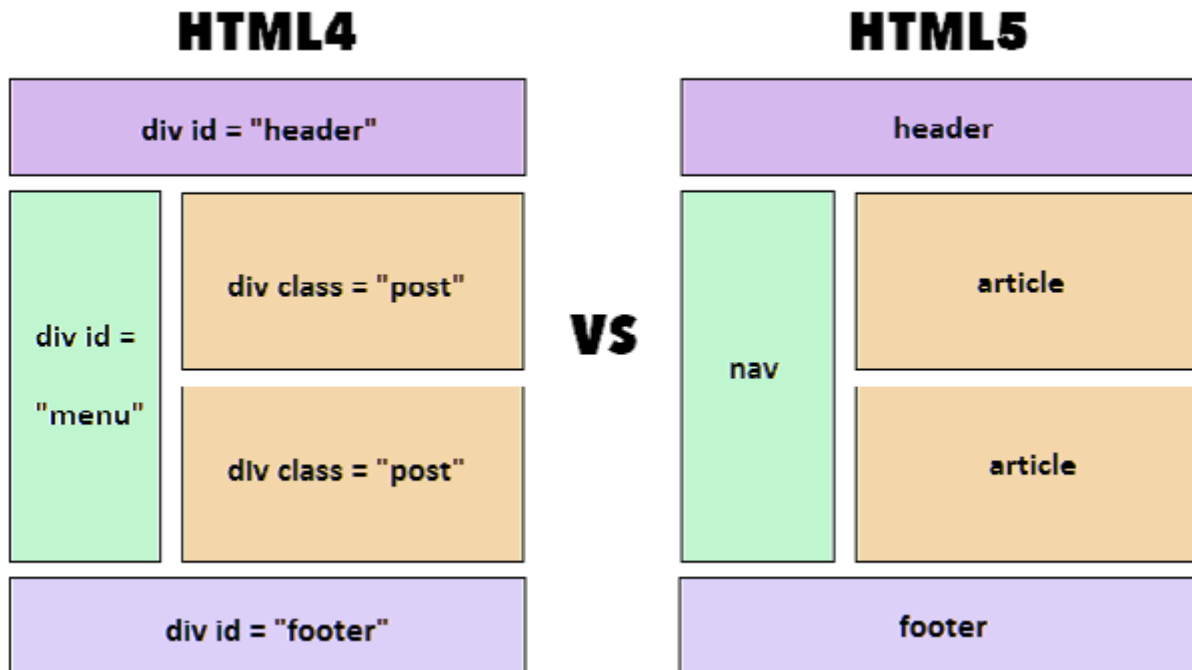 HTML4
div id = "header"
div id =
"menu"
div class = "post"
div class = "post"
div id = "footer"
VS
HTML5
header
nav
article
article
footer